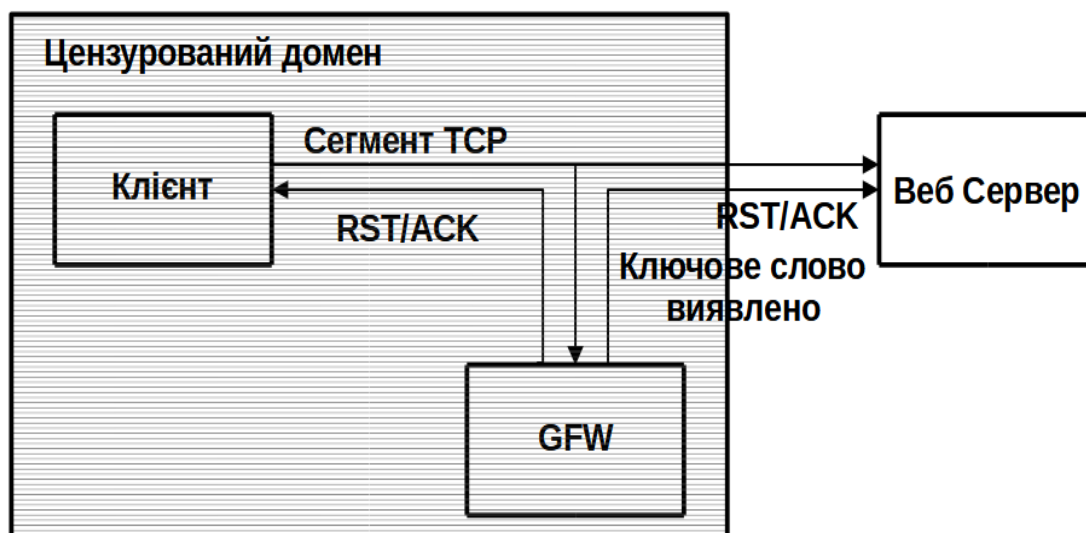 Цензурований домен
Сегмент TCP
Клієнт
Веб Сервер
RST/ACK
RST/ACK
Ключове слово
виявлено
GFW